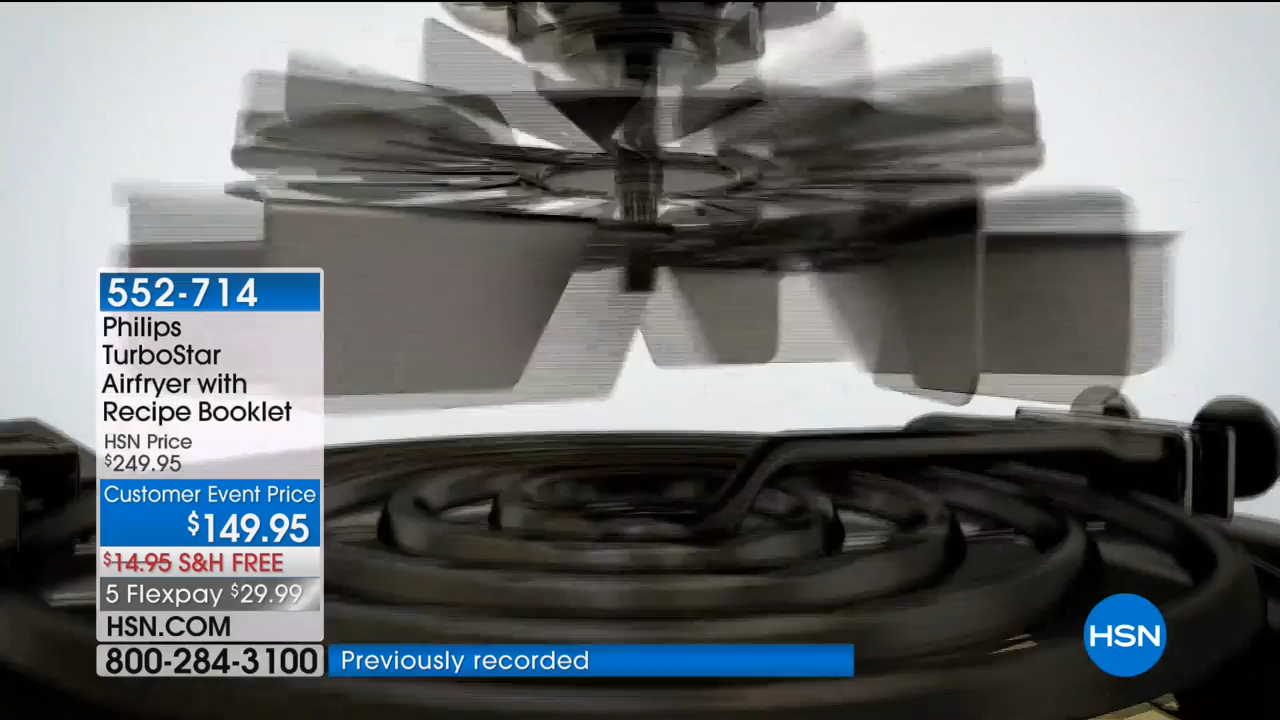 552-714
Philips
TurboStar
Airfryer with
Recipe Booklet
HSN Price
$249.95
Customer Event Price
$149.95
$14.95 S&H FREE
5 Flexpay $29.99
HSN.COM
800-284-3100
Previously recorded
HSN